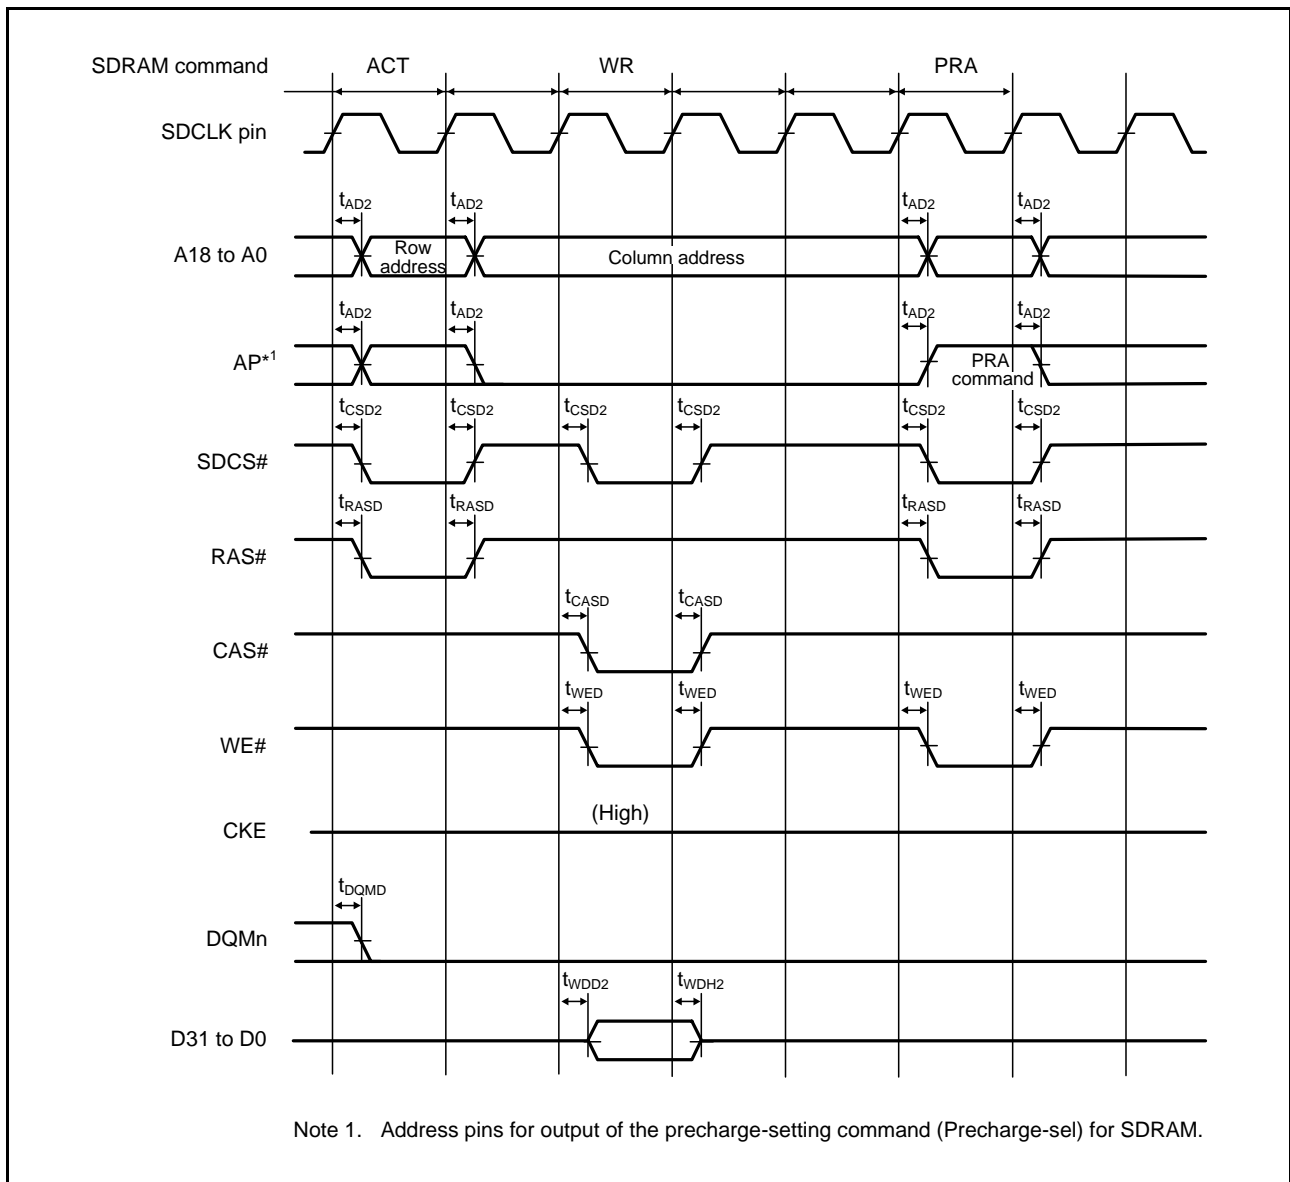 SDRAM command ACT WR PRA
SDCLK pin
tAD2 tAD2 tAD2 tAD2
A18 to A0 Row address Column address
tAD2 tAD2 tAD2 tAD2
AP*1 PRA command
tCSD2 tCSD2 tCSD2 tCSD2 tCSD2 tCSD2
SDCS#
tRASD tRASD tRASD tRASD
RAS#
tCASD tCASD
CAS#
tWED tWED tWED tWED
WE#
(High)
CKE
tDQMD
DQMn
tWDD2 tWDH2
D31 to D0
Note 1. Address pins for output of the precharge-setting command (Precharge-sel) for SDRAM.